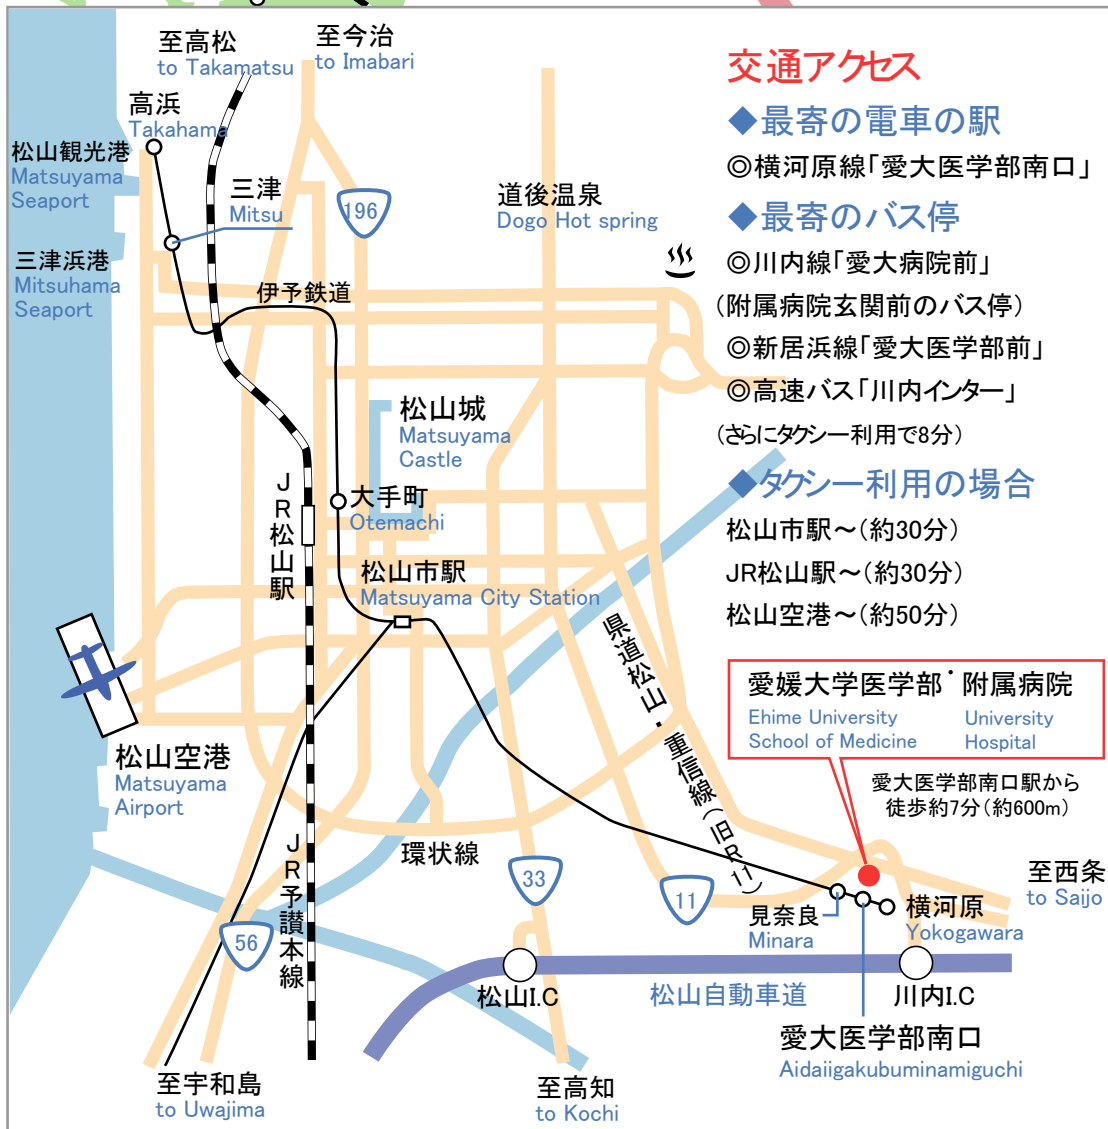 至高松
to Takamatsu
至今治
to Imabari
高浜
Takahama
松山観光港
Matsuyama
Seaport
三津
Mitsu
196
道後温泉
Dogo Hot spring
三津浜港
Mitsuhama
Seaport
伊予鉄道
松山城
Matsuyama
Castle
JR松山駅
大手町
Otemachi
松山市駅
Matsuyama City Station
松山空港
Matsuyama
Airport
県道松山・重信線(旧R11)
環状線
JR予讃本線
33
11
56
見奈良
Minara
横河原
Yokogawara
至西条
to Saijo
松山I.C
松山自動車道
川内I.C
愛大医学部南口
Aidaiigakubuminamiguchi
至宇和島
to Uwajima
至高知
to Kochi
交通アクセス
◆最寄の電車の駅
◎横河原線「愛大医学部南口」
◆最寄のバス停
◎川内線「愛大病院前」
(附属病院玄関前のバス停)
◎新居浜線「愛大医学部前」
◎高速バス「川内インター」
(さらにタクシー利用で8分)
◆タクシー利用の場合
松山市駅～(約30分)
JR松山駅～(約30分)
松山空港～(約50分)
愛媛大学医学部・附属病院
Ehime University
School of Medicine
University
Hospital
愛大医学部南口駅から
徒歩約7分(約600m)